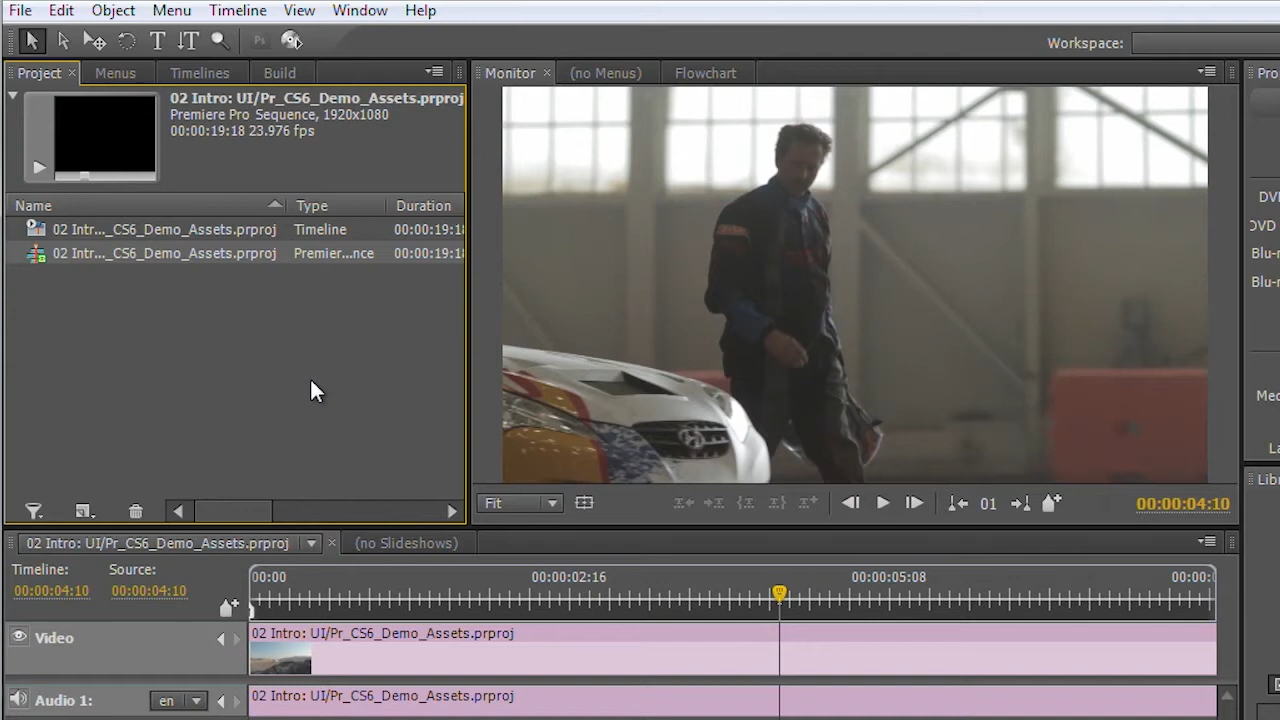 File Edit Object Menu Timeline View Window Help
T T Ps Workspace:
Project × Menus Timelines Build
02 Intro: UI/Pr_CS6_Demo_Assets.prproj
Premiere Pro Sequence, 1920x1080
00:00:19:18 23.976 fps
Name Type Duration
02 Intr..._CS6_Demo_Assets.prproj Timeline 00:00:19:18
02 Intr..._CS6_Demo_Assets.prproj Premier...nce 00:00:19:18
Monitor × (no Menus) Flowchart
Fit 01 00:00:04:10
Pro
DVD
DVD
Blu-r
Blu-r
Med
La
Libr
02 Intro: UI/Pr_CS6_Demo_Assets.prproj × (no Slideshows)
Timeline: Source:
00:00:04:10 00:00:04:10
00:00 00:00:02:16 00:00:05:08 00:00:0
Video 02 Intro: UI/Pr_CS6_Demo_Assets.prproj
Audio 1: en 02 Intro: UI/Pr_CS6_Demo_Assets.prproj